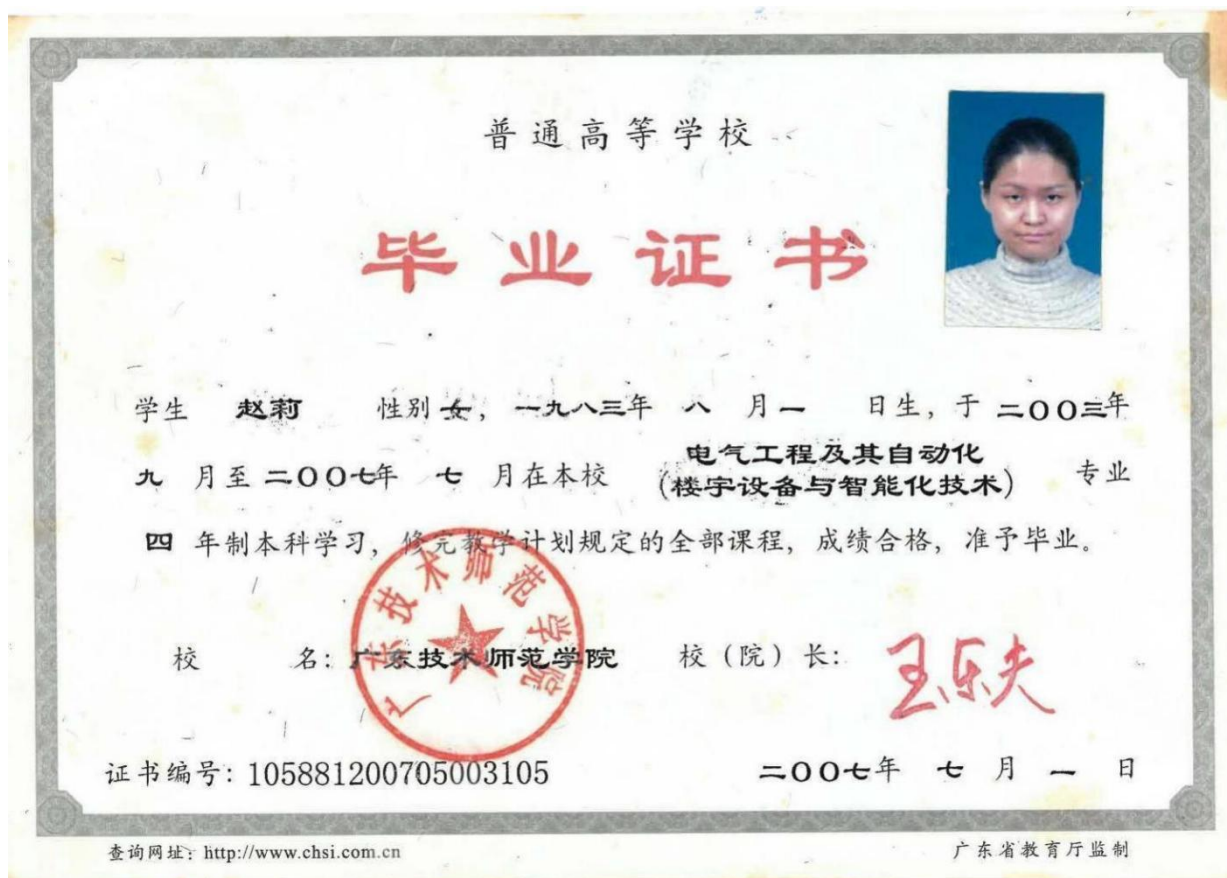 普通高等学校
毕业证书
学生 赵莉 性别 女，一九八三年 八 月 一 日生，于 二〇〇三年
九 月至 二〇〇七年 七 月在本校 电气工程及其自动化
(楼宇设备与智能化技术) 专业
四 年制本科学习，修完教学计划规定的全部课程，成绩合格，准予毕业。
广东技术师范学院
校 名：广东技术师范学院 校（院）长：王乐夫
证书编号：105881200705003105 二〇〇七年 七 月 一 日
查询网址：http://www.chsi.com.cn 广东省教育厅监制